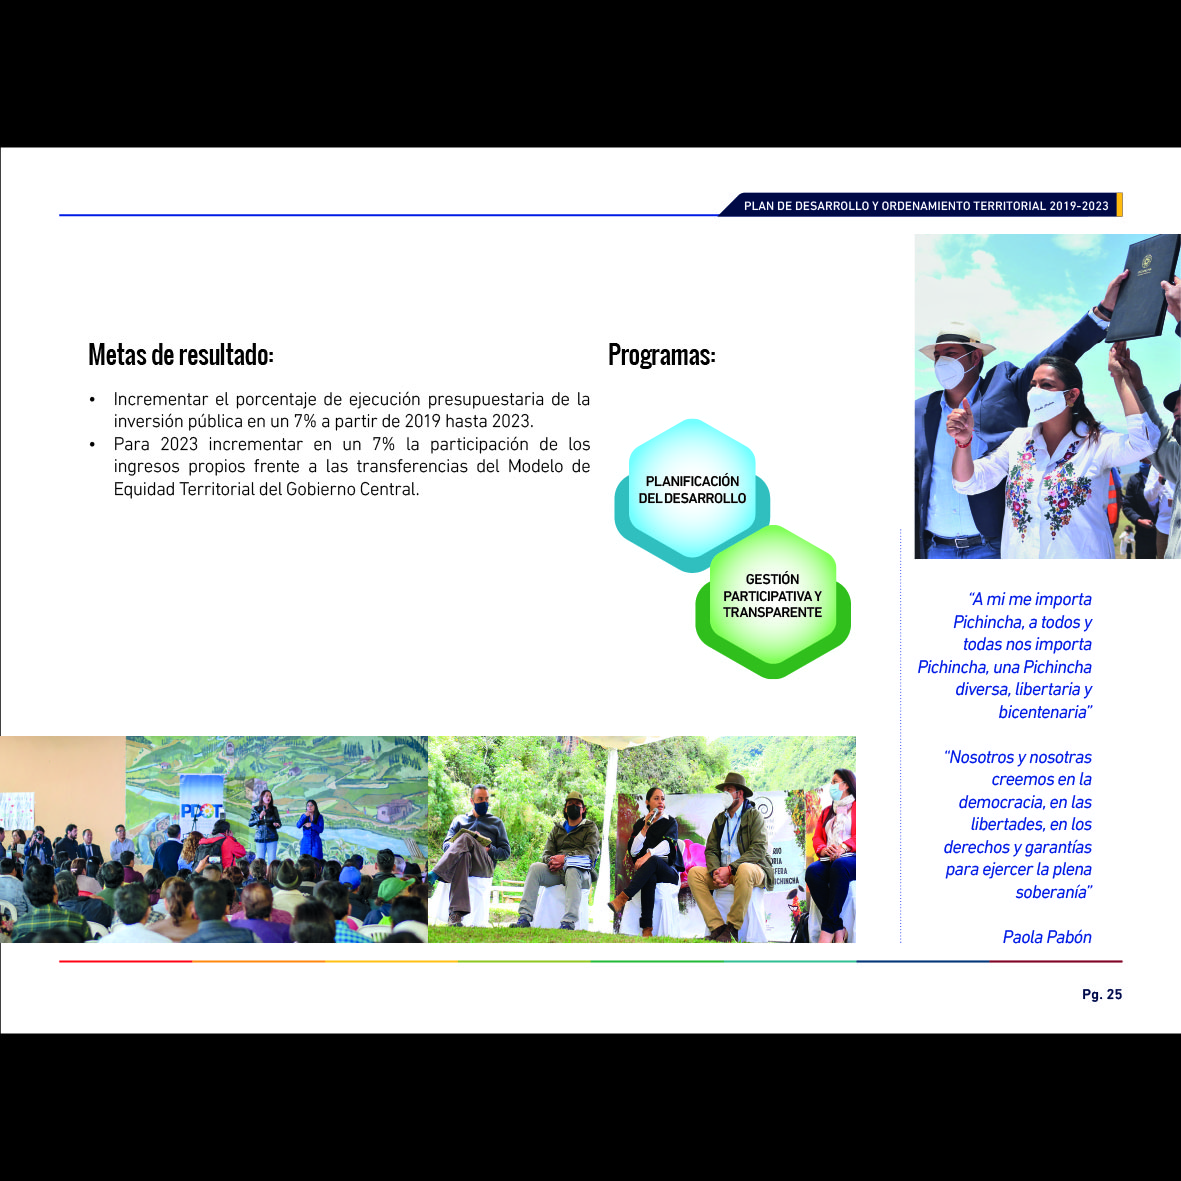 PLAN DE DESARROLLO Y ORDENAMIENTO TERRITORIAL 2019-2023
Metas de resultado:
• Incrementar el porcentaje de ejecución presupuestaria de la
inversión pública en un 7% a partir de 2019 hasta 2023.
• Para 2023 incrementar en un 7% la participación de los
ingresos propios frente a las transferencias del Modelo de
Equidad Territorial del Gobierno Central.
Programas:
PLANIFICACIÓN
DEL DESARROLLO
GESTIÓN
PARTICIPATIVA Y
TRANSPARENTE
“A mi me importa
Pichincha, a todos y
todas nos importa
Pichincha, una Pichincha
diversa, libertaria y
bicentenaria”
“Nosotros y nosotras
creemos en la
democracia, en las
libertades, en los
derechos y garantías
para ejercer la plena
soberanía”
Paola Pabón
PDOT
Pg. 25